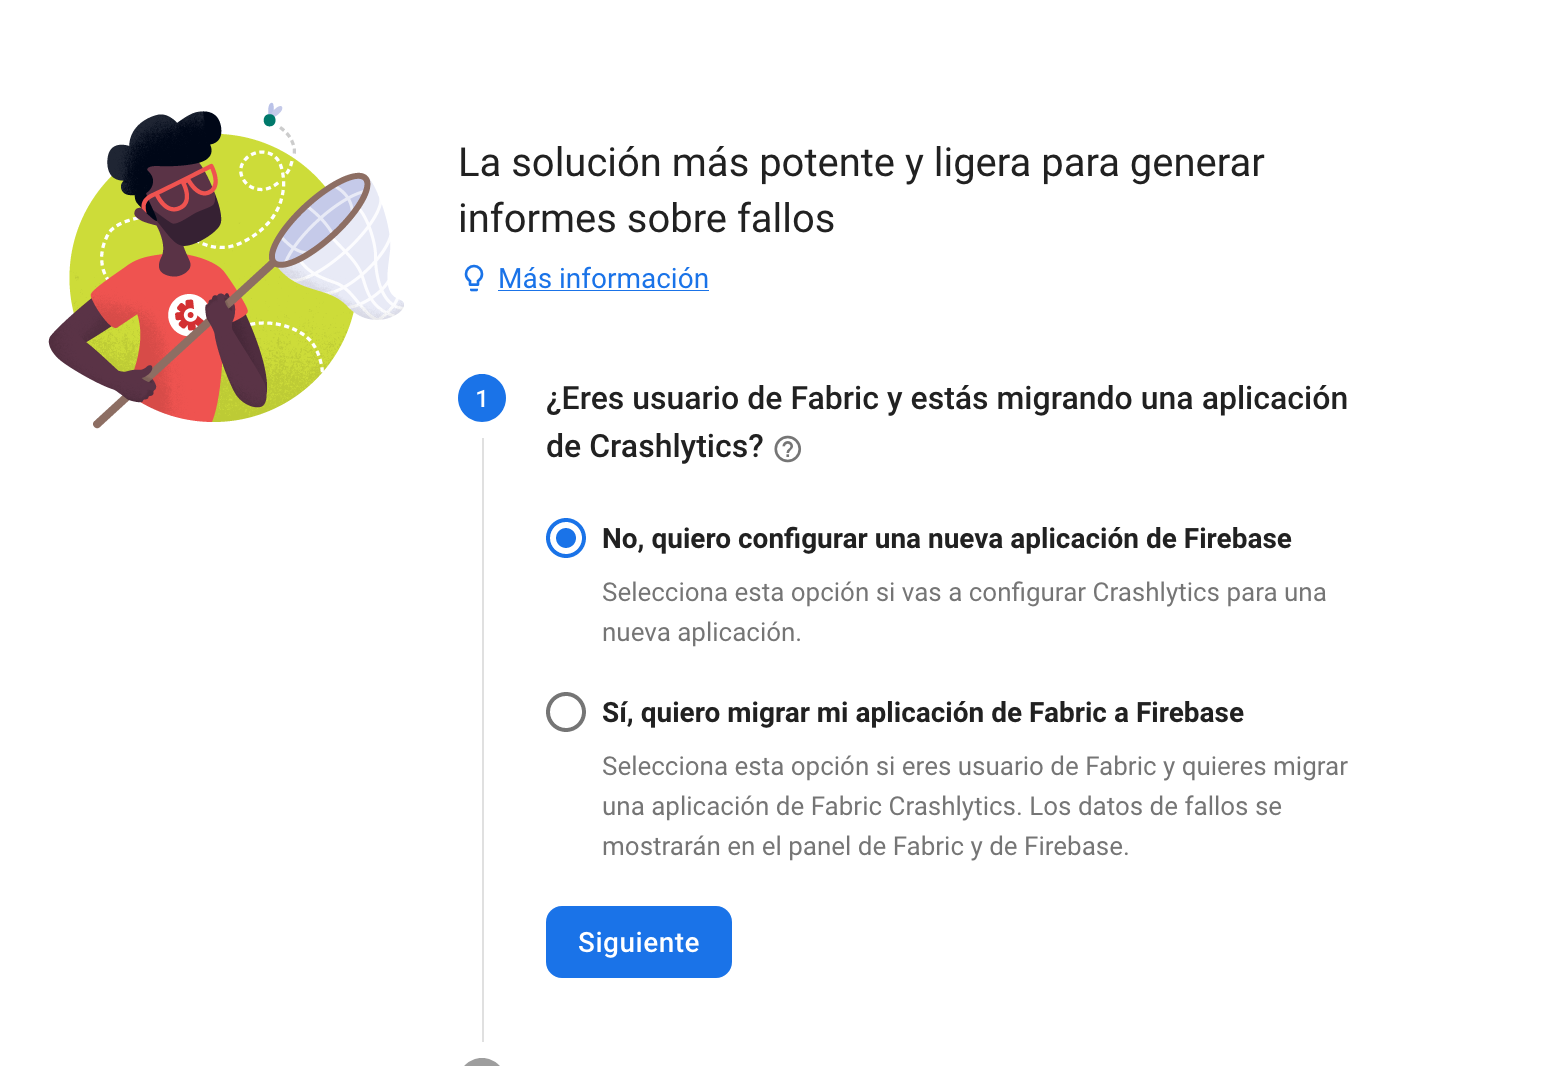 La solución más potente y ligera para generar
informes sobre fallos
Más información
1
¿Eres usuario de Fabric y estás migrando una aplicación
de Crashlytics? ?
No, quiero configurar una nueva aplicación de Firebase
Selecciona esta opción si vas a configurar Crashlytics para una
nueva aplicación.
Sí, quiero migrar mi aplicación de Fabric a Firebase
Selecciona esta opción si eres usuario de Fabric y quieres migrar
una aplicación de Fabric Crashlytics. Los datos de fallos se
mostrarán en el panel de Fabric y de Firebase.
Siguiente